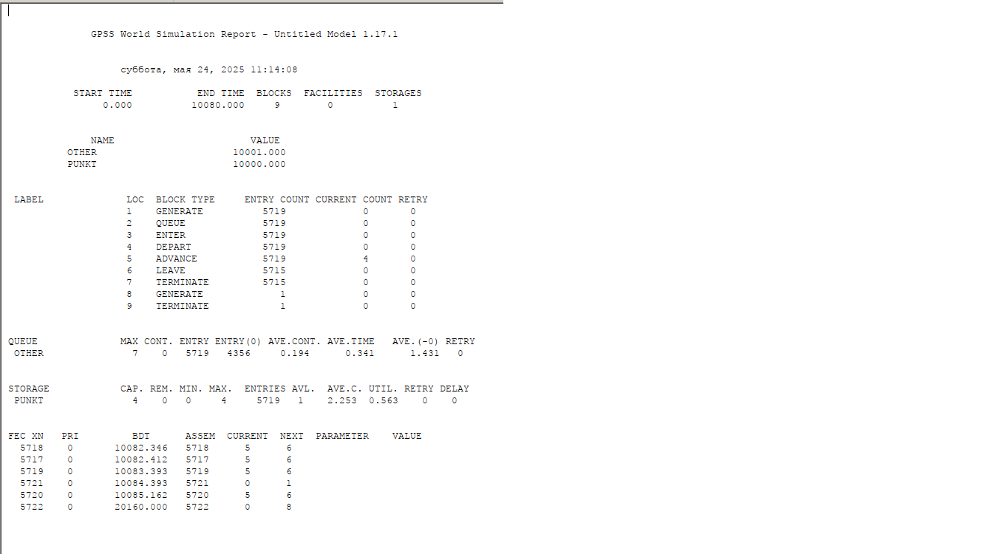 GPSS World Simulation Report - Untitled Model 1.17.1
суббота, мая 24, 2025 11:14:08
START TIME END TIME BLOCKS FACILITIES STORAGES
0.000 10080.000 9 0 1
NAME VALUE
OTHER 10001.000
PUNKT 10000.000
LABEL LOC BLOCK TYPE ENTRY COUNT CURRENT COUNT RETRY
1 GENERATE 5719 0 0
2 QUEUE 5719 0 0
3 ENTER 5719 0 0
4 DEPART 5719 0 0
5 ADVANCE 5719 4 0
6 LEAVE 5715 0 0
7 TERMINATE 5715 0 0
8 GENERATE 1 0 0
9 TERMINATE 1 0 0
QUEUE MAX CONT. ENTRY ENTRY(0) AVE.CONT. AVE.TIME AVE.(-0) RETRY
OTHER 7 0 5719 4356 0.194 0.341 1.431 0
STORAGE CAP. REM. MIN. MAX. ENTRIES AVL. AVE.C. UTIL. RETRY DELAY
PUNKT 4 0 0 4 5719 1 2.253 0.563 0 0
FEC XN PRI BDT ASSEM CURRENT NEXT PARAMETER VALUE
5718 0 10082.346 5718 5 6
5717 0 10082.412 5717 5 6
5719 0 10083.393 5719 5 6
5721 0 10084.393 5721 0 1
5720 0 10085.162 5720 5 6
5722 0 20160.000 5722 0 8